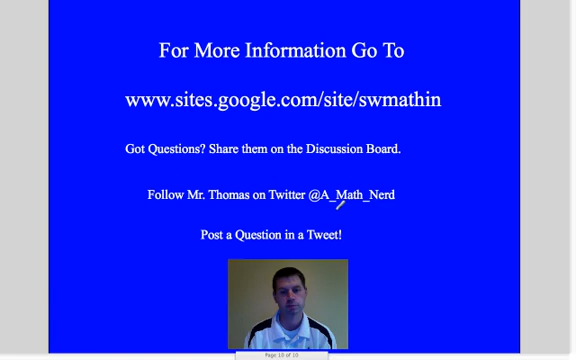 For More Information Go To
www.sites.google.com/site/swmathin
Got Questions? Share them on the Discussion Board.
Follow Mr. Thomas on Twitter @A_Math_Nerd
Post a Question in a Tweet!
Page 10 of 10